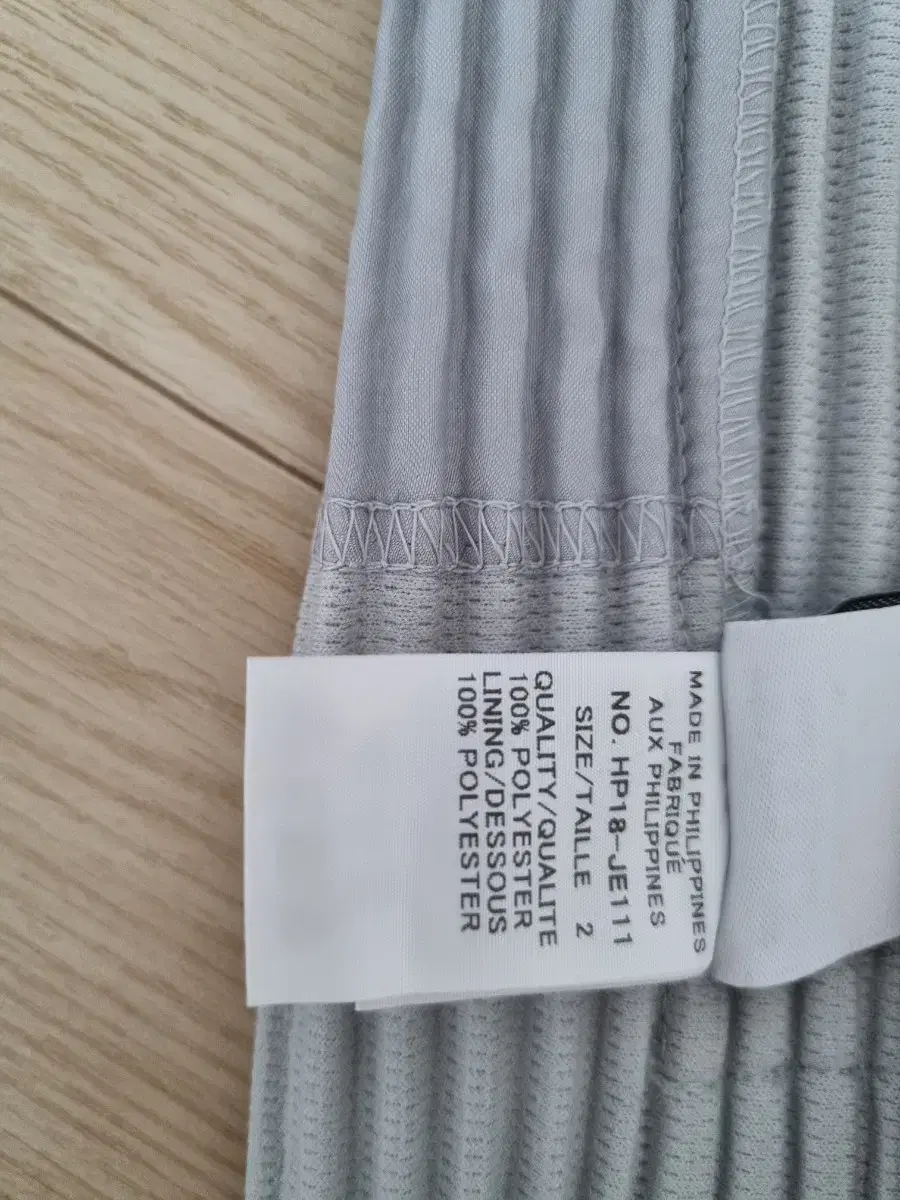 MADE IN PHILIPPINES
FABRIQUÉ
AUX PHILIPPINES
NO. HP18-JE111
SIZE/TAILLE 2
QUALITY/QUALITE
100% POLYESTER
LINING/DESSOUS
100% POLYESTER